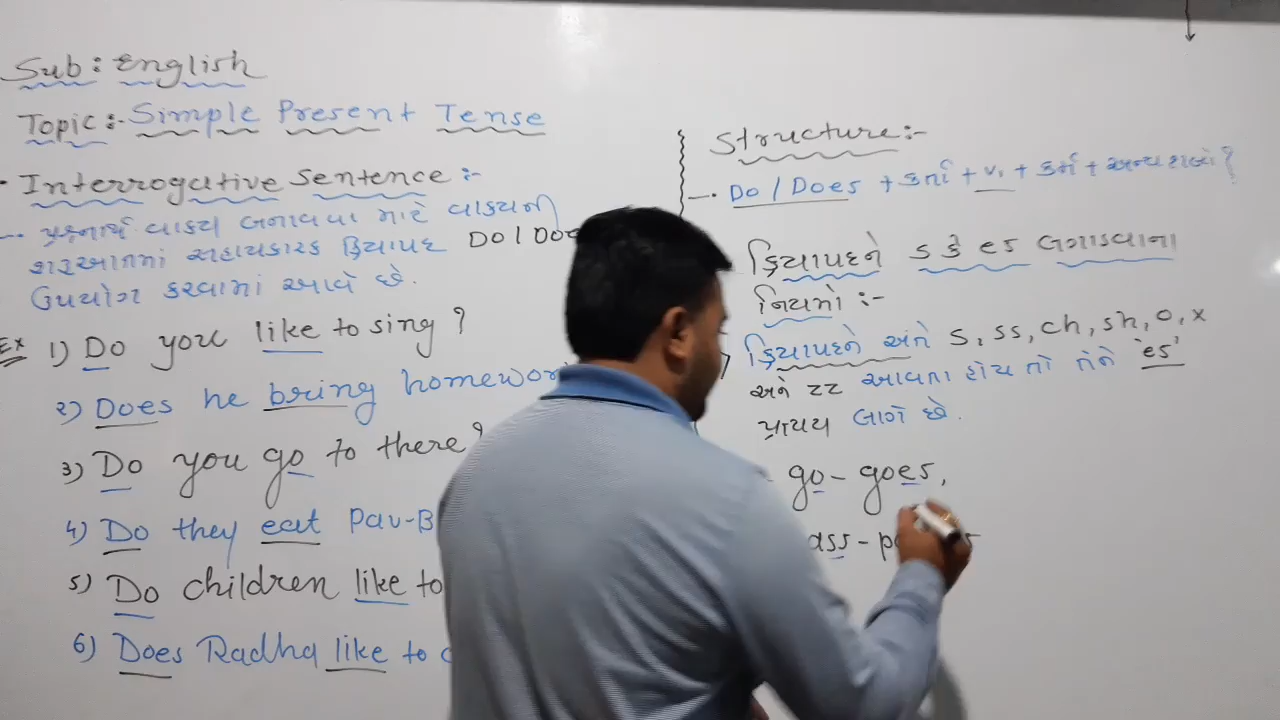 Sub: English
Topic:- Simple Present Tense
Interrogative Sentence :-
પ્રશ્નાર્થ વાક્ય બનાવવા માટે વાક્યની
શરૂઆતમાં સહાયકારક ક્રિયાપદ Do/Doe
ઉપયોગ કરવામાં આવે છે.
Ex 1) Do you like to sing?
2) Does he bring homewor
3) Do you go to there?
4) Do they eat Pav-B
5) Do children like to
6) Does Radha like to
Structure:-
Do/Does + કર્તા + V1 + કર્મ + અન્ય શબ્દો?
ક્રિયાપદને s કે es લગાડવાના
નિયમો :-
ક્રિયાપદને અંતે s, ss, ch, sh, o, x
અને zz આવતા હોય તો તેને 'es'
પ્રત્યય લાગે છે.
go - goes,
ass - p